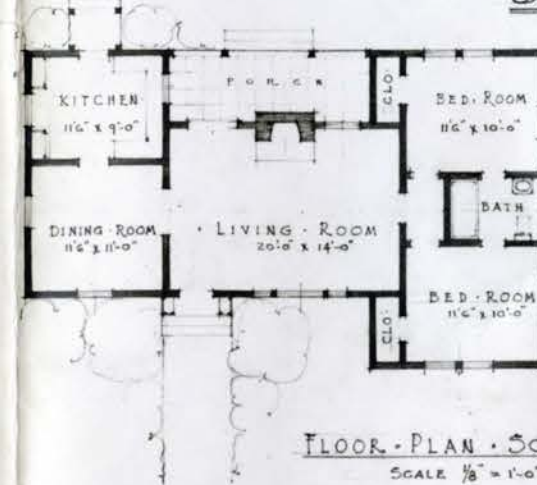 PORCH
CLO.
KITCHEN
11'6" x 9'-0"
BED. ROOM
11'6" x 10'-0"
BATH
DINING · ROOM
11'6" x 11'-0"
· LIVING · ROOM
20'-0" x 14'-0"
BED · ROOM
11'6" x 10'-0"
CLO.
FLOOR · PLAN ·
SCALE 1/8" = 1'-0"